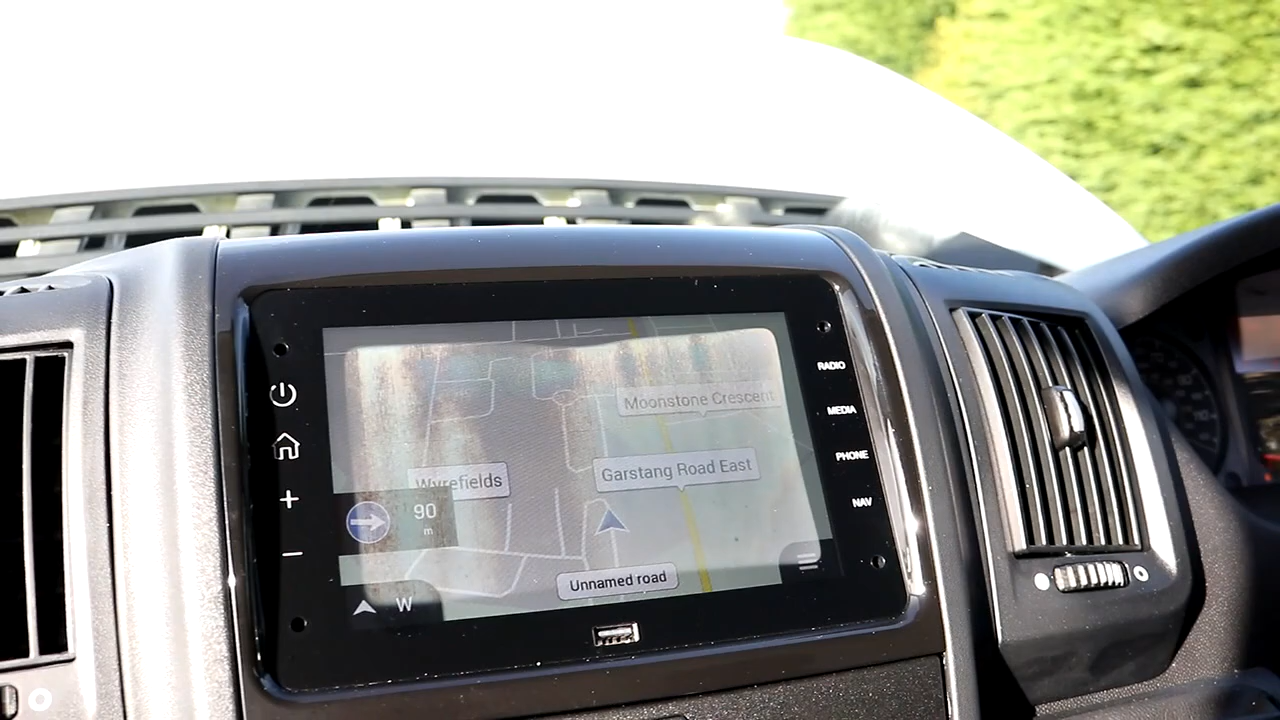 RADIO
Moonstone Crescent
MEDIA
PHONE
Garstang Road East
Wyrefields
NAV
90
m
Unnamed road
W